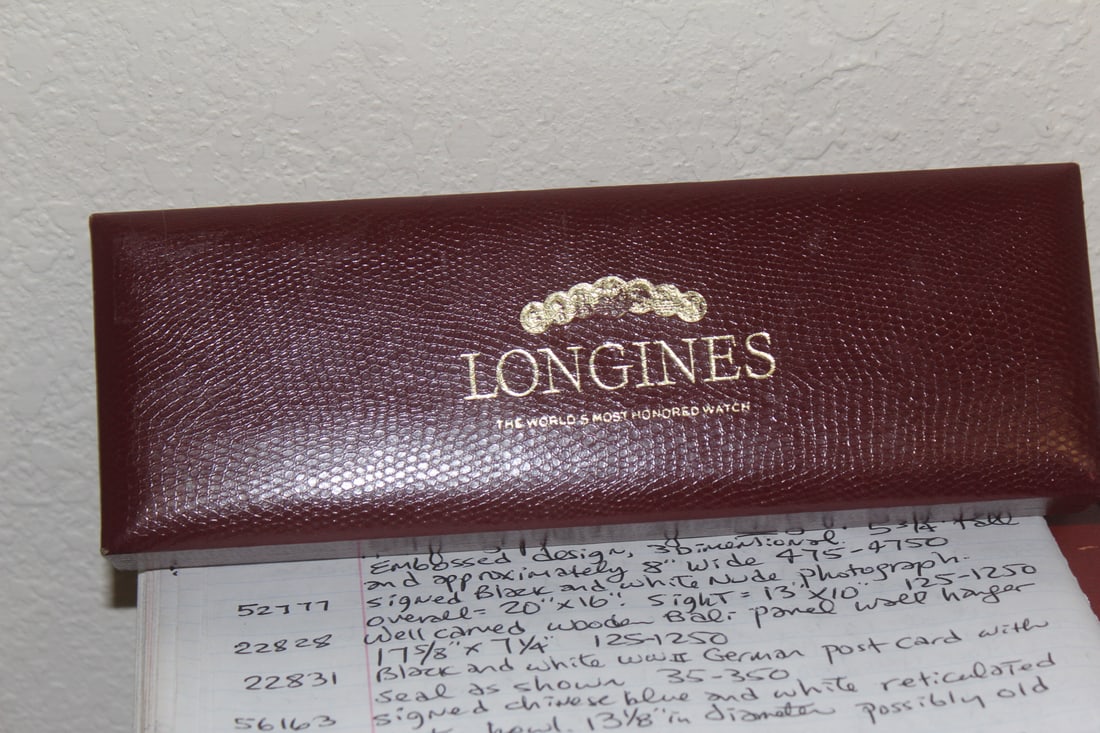 LONGINES
THE WORLD'S MOST HONORED WATCH
5 3/4" tall
Embossed design, 3 Dimensional.
and approximately 8" wide 475-4750
52777 signed Black and white Nude photograph.
overall = 20" x 16". Sight = 13" x 10" 125-1250
22828 Well carved wooden Bali panel wall hanger
17 5/8" x 7 1/4" 125-1250
22831 Black and white WWII German post card with
seal as shown 35-350
56163 signed chinese blue and white reticulated
bowl. 13 1/8" in diameter possibly old